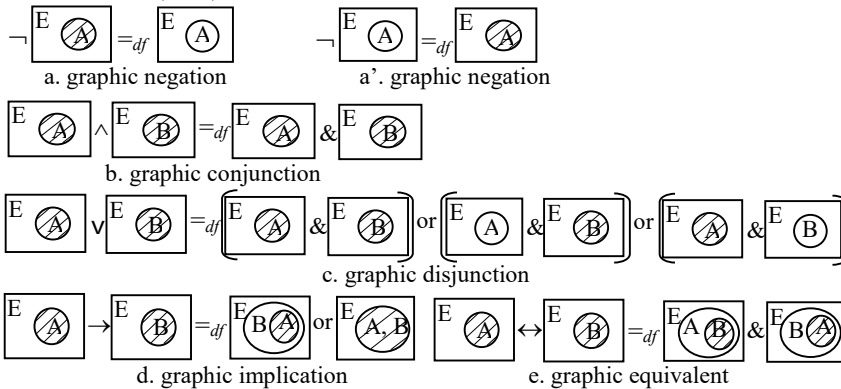 ¬ E A =df E A ¬ E A =df E A
a. graphic negation a’. graphic negation
E A ∧ E B =df E A & E B
b. graphic conjunction
E A ∨ E B =df ( E A & E B ) or ( E A & E B ) or ( E A & E B )
c. graphic disjunction
E A → E B =df E B A or E A, B E A ↔ E B =df E A B & E B A
d. graphic implication e. graphic equivalent